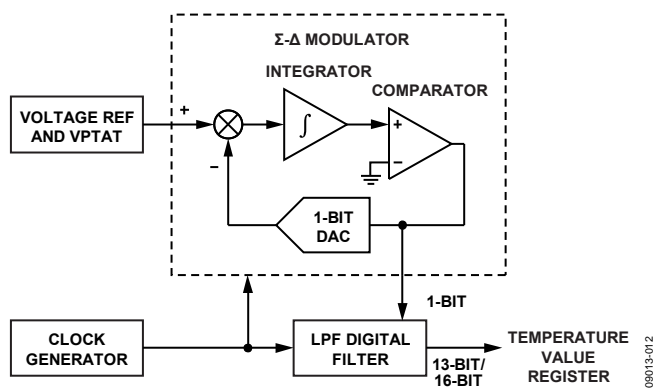 Σ-Δ MODULATOR
INTEGRATOR
COMPARATOR
VOLTAGE REF
AND VPTAT
+
−
∫
+
−
1-BIT
DAC
1-BIT
CLOCK
GENERATOR
LPF DIGITAL
FILTER
13-BIT/
16-BIT
TEMPERATURE
VALUE
REGISTER
09013-012